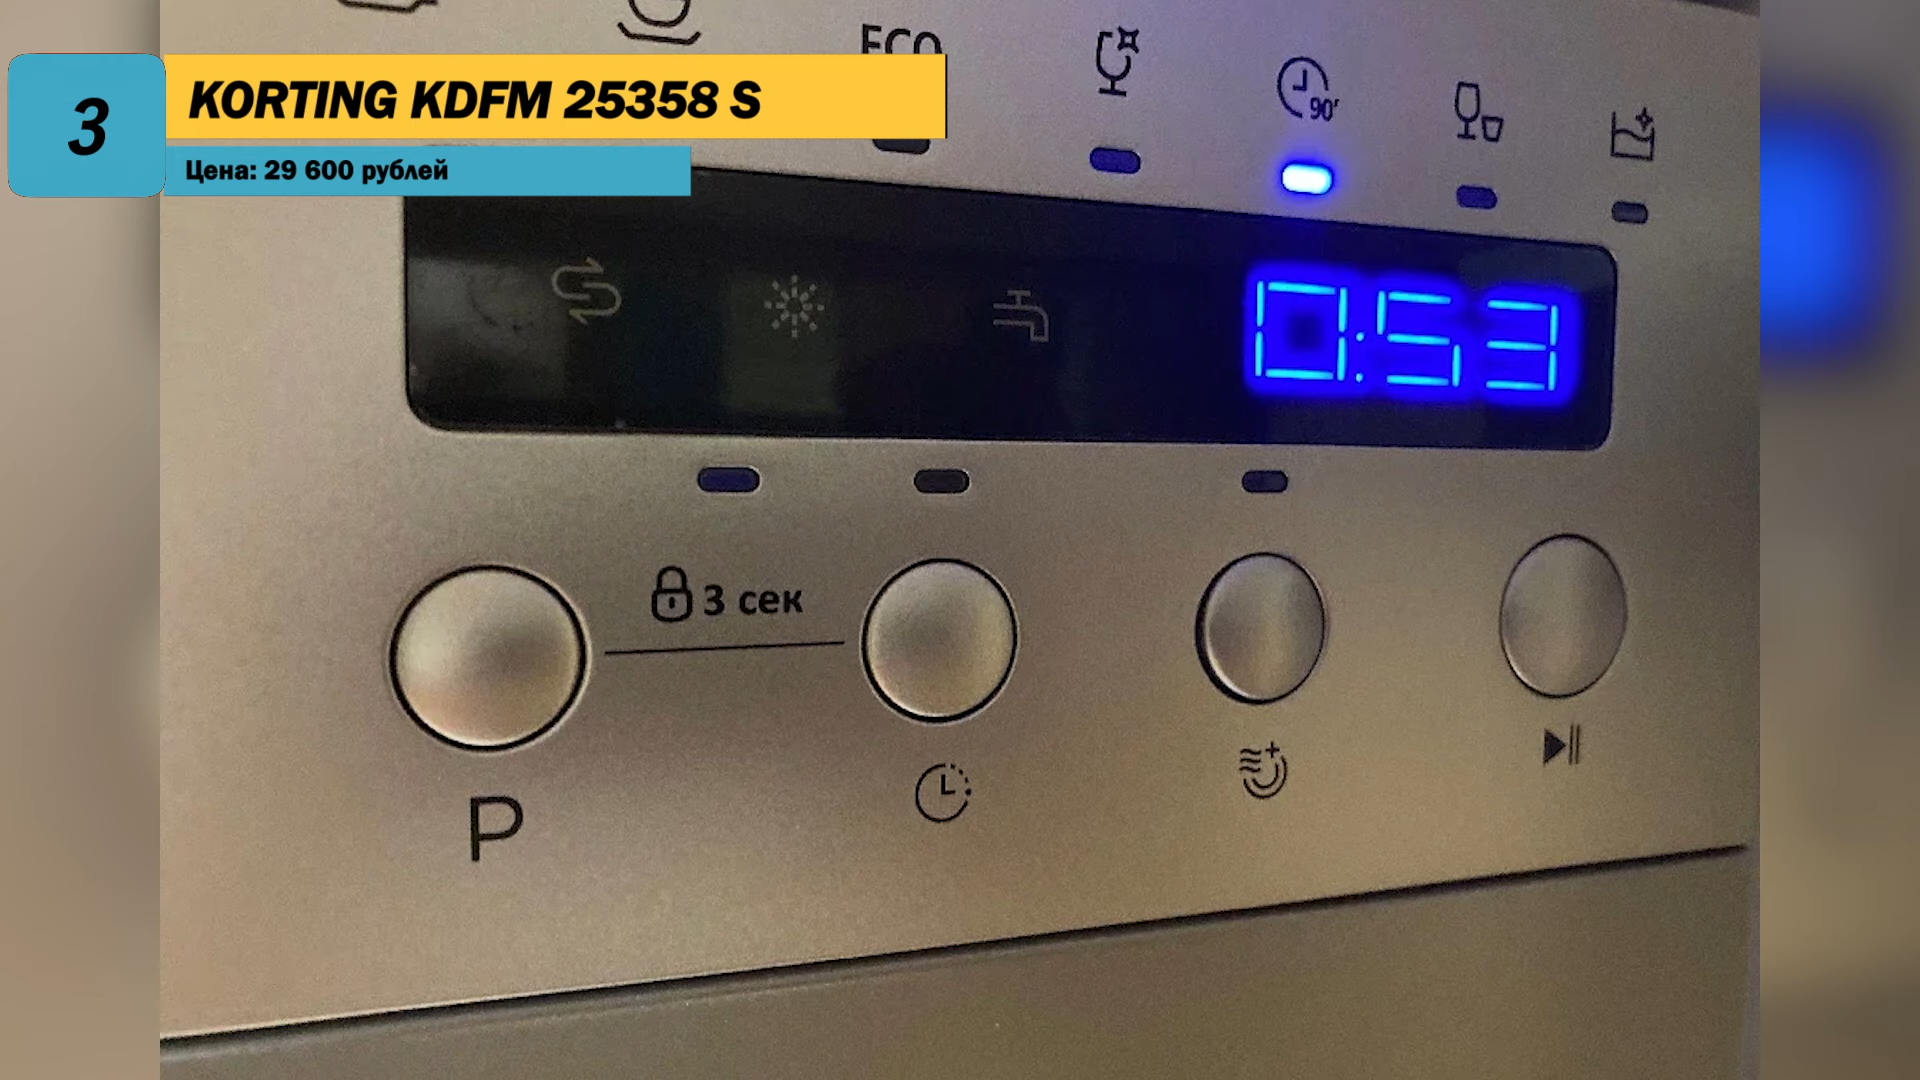 ECO
3
KORTING KDFM 25358 S
90'
Цена: 29 600 рублей
0:53
3 сек
P